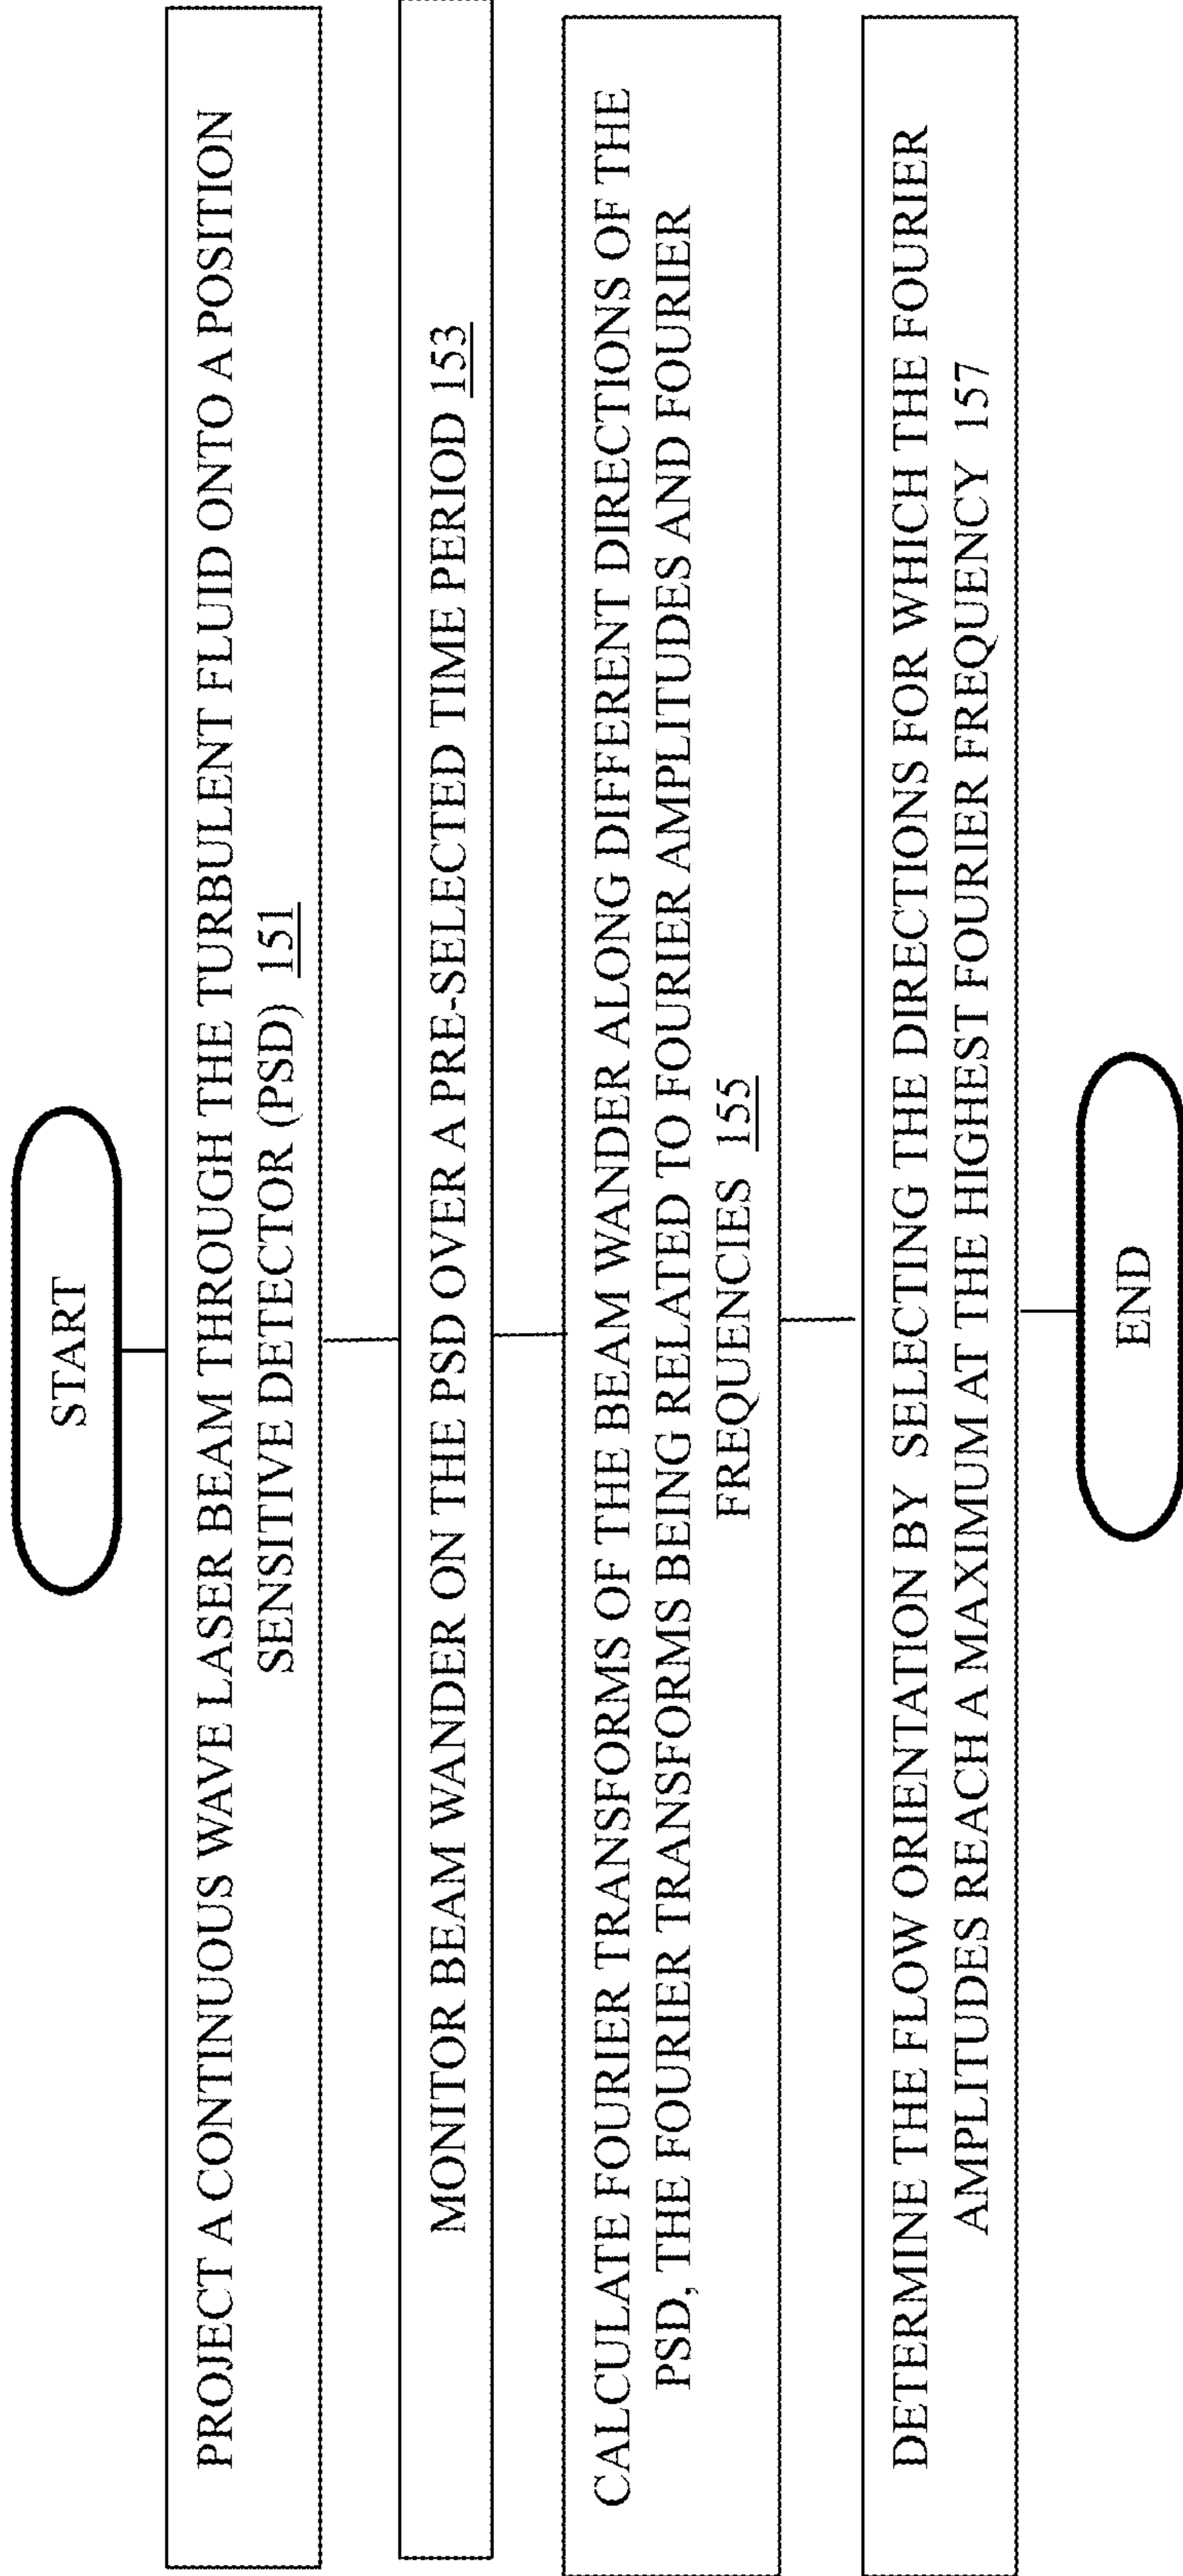 START
PROJECT A CONTINUOUS WAVE LASER BEAM THROUGH THE TURBULENT FLUID ONTO A POSITION
SENSITIVE DETECTOR (PSD) 151
MONITOR BEAM WANDER ON THE PSD OVER A PRE-SELECTED TIME PERIOD 153
CALCULATE FOURIER TRANSFORMS OF THE BEAM WANDER ALONG DIFFERENT DIRECTIONS OF THE
PSD, THE FOURIER TRANSFORMS BEING RELATED TO FOURIER AMPLITUDES AND FOURIER
FREQUENCIES 155
DETERMINE THE FLOW ORIENTATION BY SELECTING THE DIRECTIONS FOR WHICH THE FOURIER
AMPLITUDES REACH A MAXIMUM AT THE HIGHEST FOURIER FREQUENCY 157
END